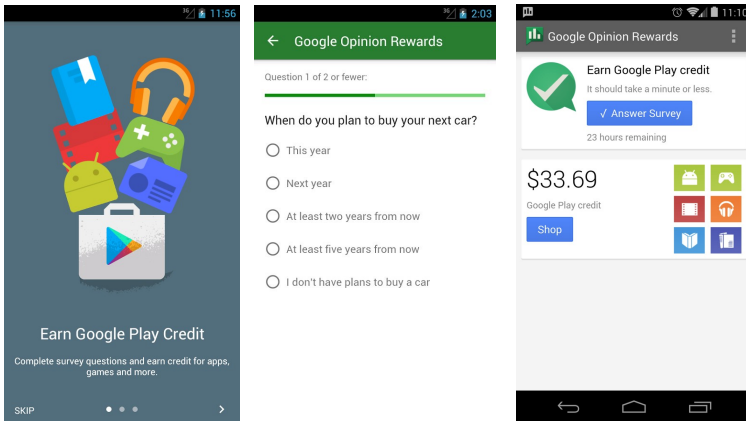 3G 11:56
Earn Google Play Credit
Complete survey questions and earn credit for apps,
games and more.
SKIP
3G 2:03
Google Opinion Rewards
Question 1 of 2 or fewer:
When do you plan to buy your next car?
This year
Next year
At least two years from now
At least five years from now
I don't have plans to buy a car
11:10
Google Opinion Rewards
Earn Google Play credit
It should take a minute or less.
√ Answer Survey
23 hours remaining
$33.69
Google Play credit
Shop